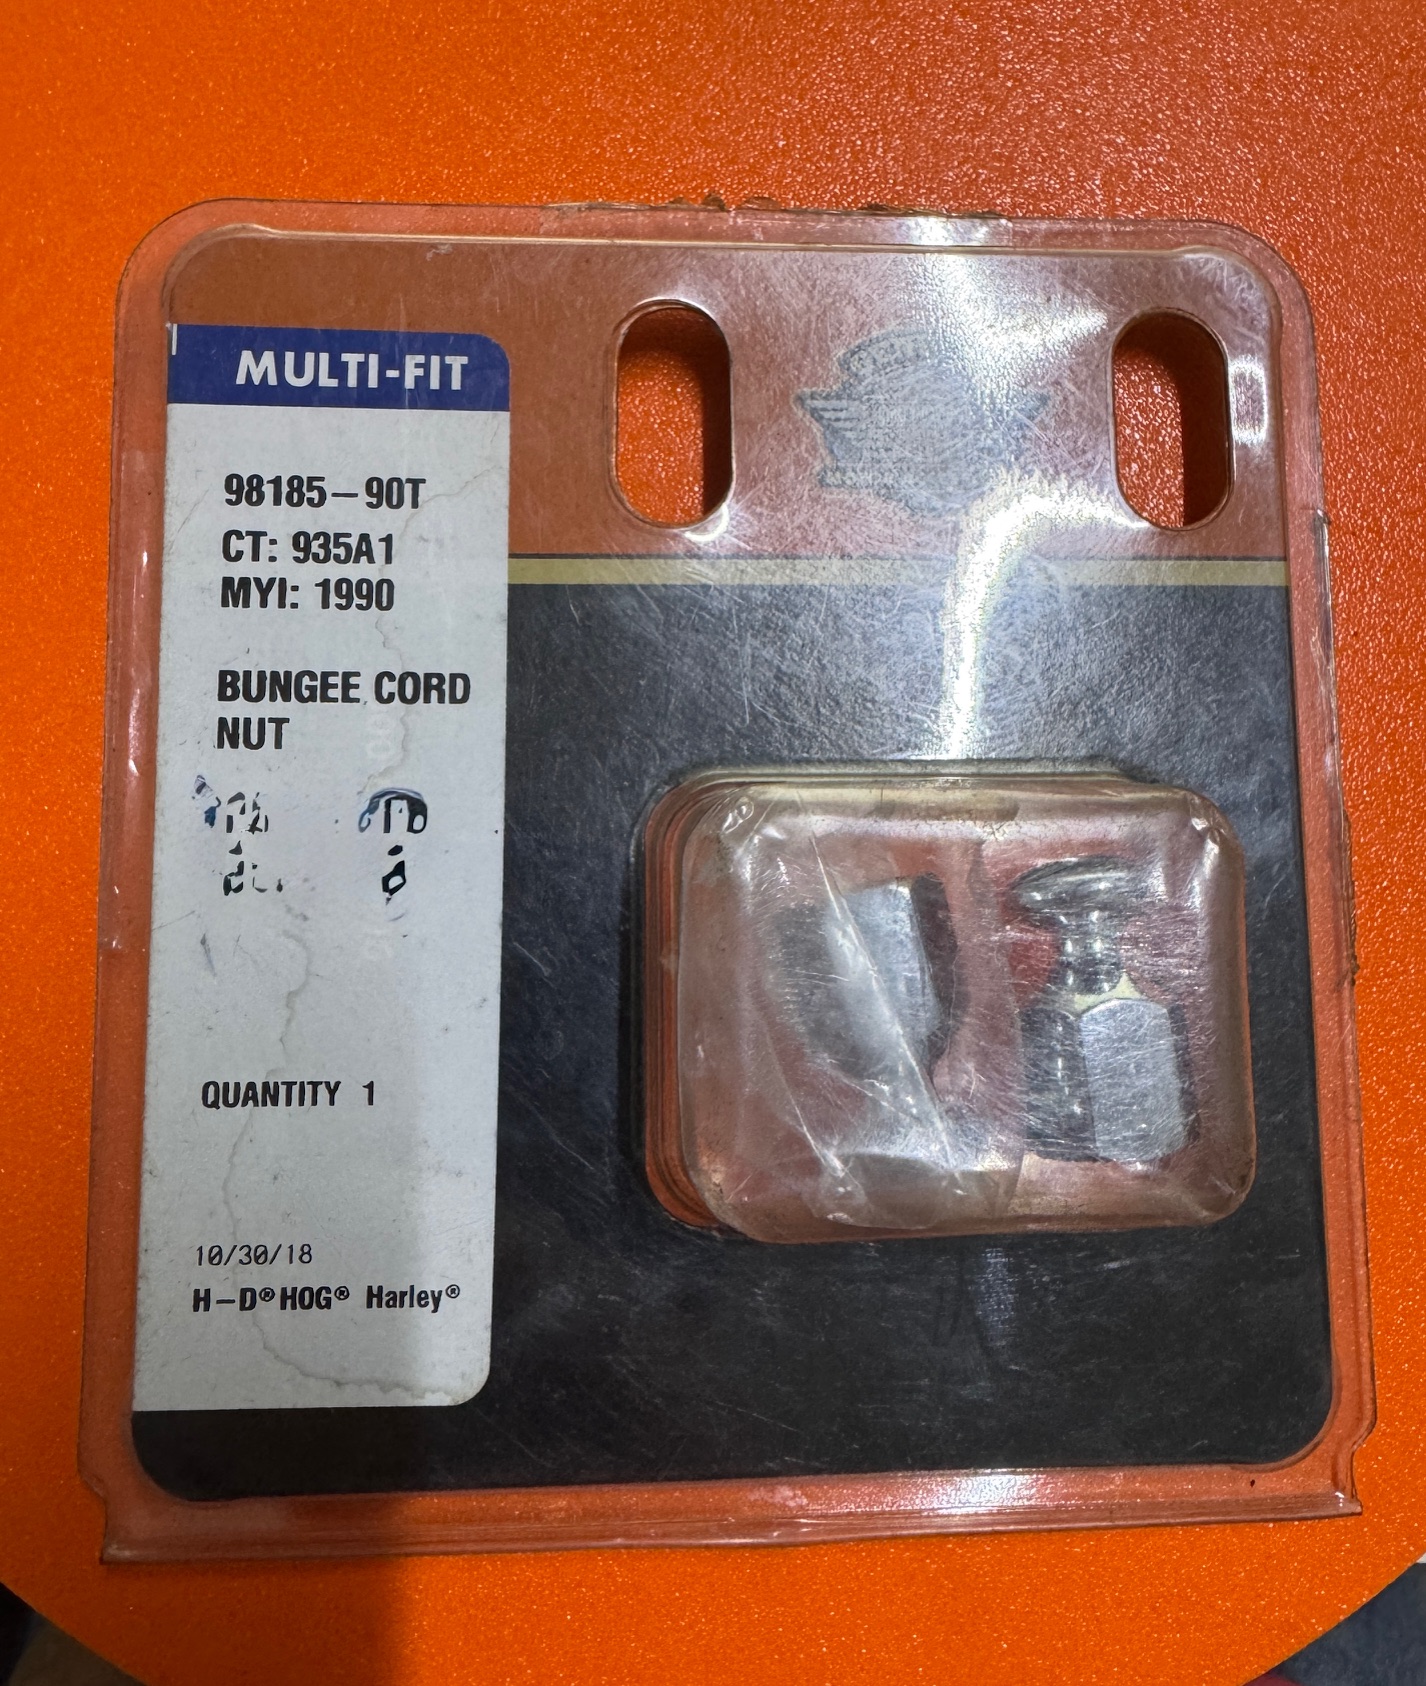 MULTI-FIT
98185-90T
CT: 935A1
MYI: 1990
BUNGEE CORD
NUT
QUANTITY 1
10/30/18
H-D® HOG® Harley®